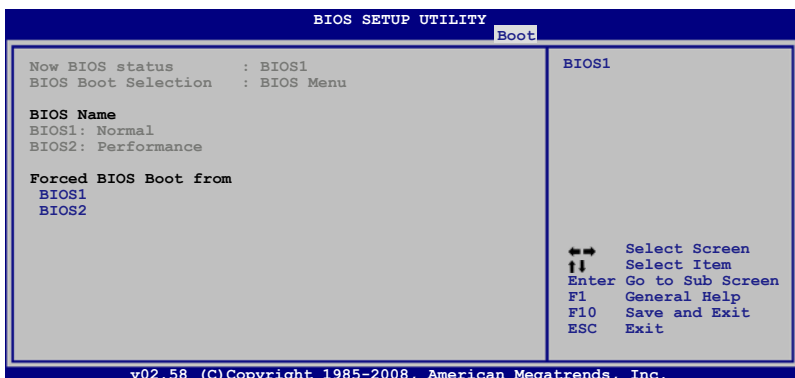 BIOS SETUP UTILITY
Boot
Now BIOS status : BIOS1
BIOS Boot Selection : BIOS Menu
BIOS Name
BIOS1: Normal
BIOS2: Performance
Forced BIOS Boot from
BIOS1
BIOS2
BIOS1
Select Screen
Select Item
Enter Go to Sub Screen
F1 General Help
F10 Save and Exit
ESC Exit
v02.58 (C)Copyright 1985-2008, American Megatrends, Inc.